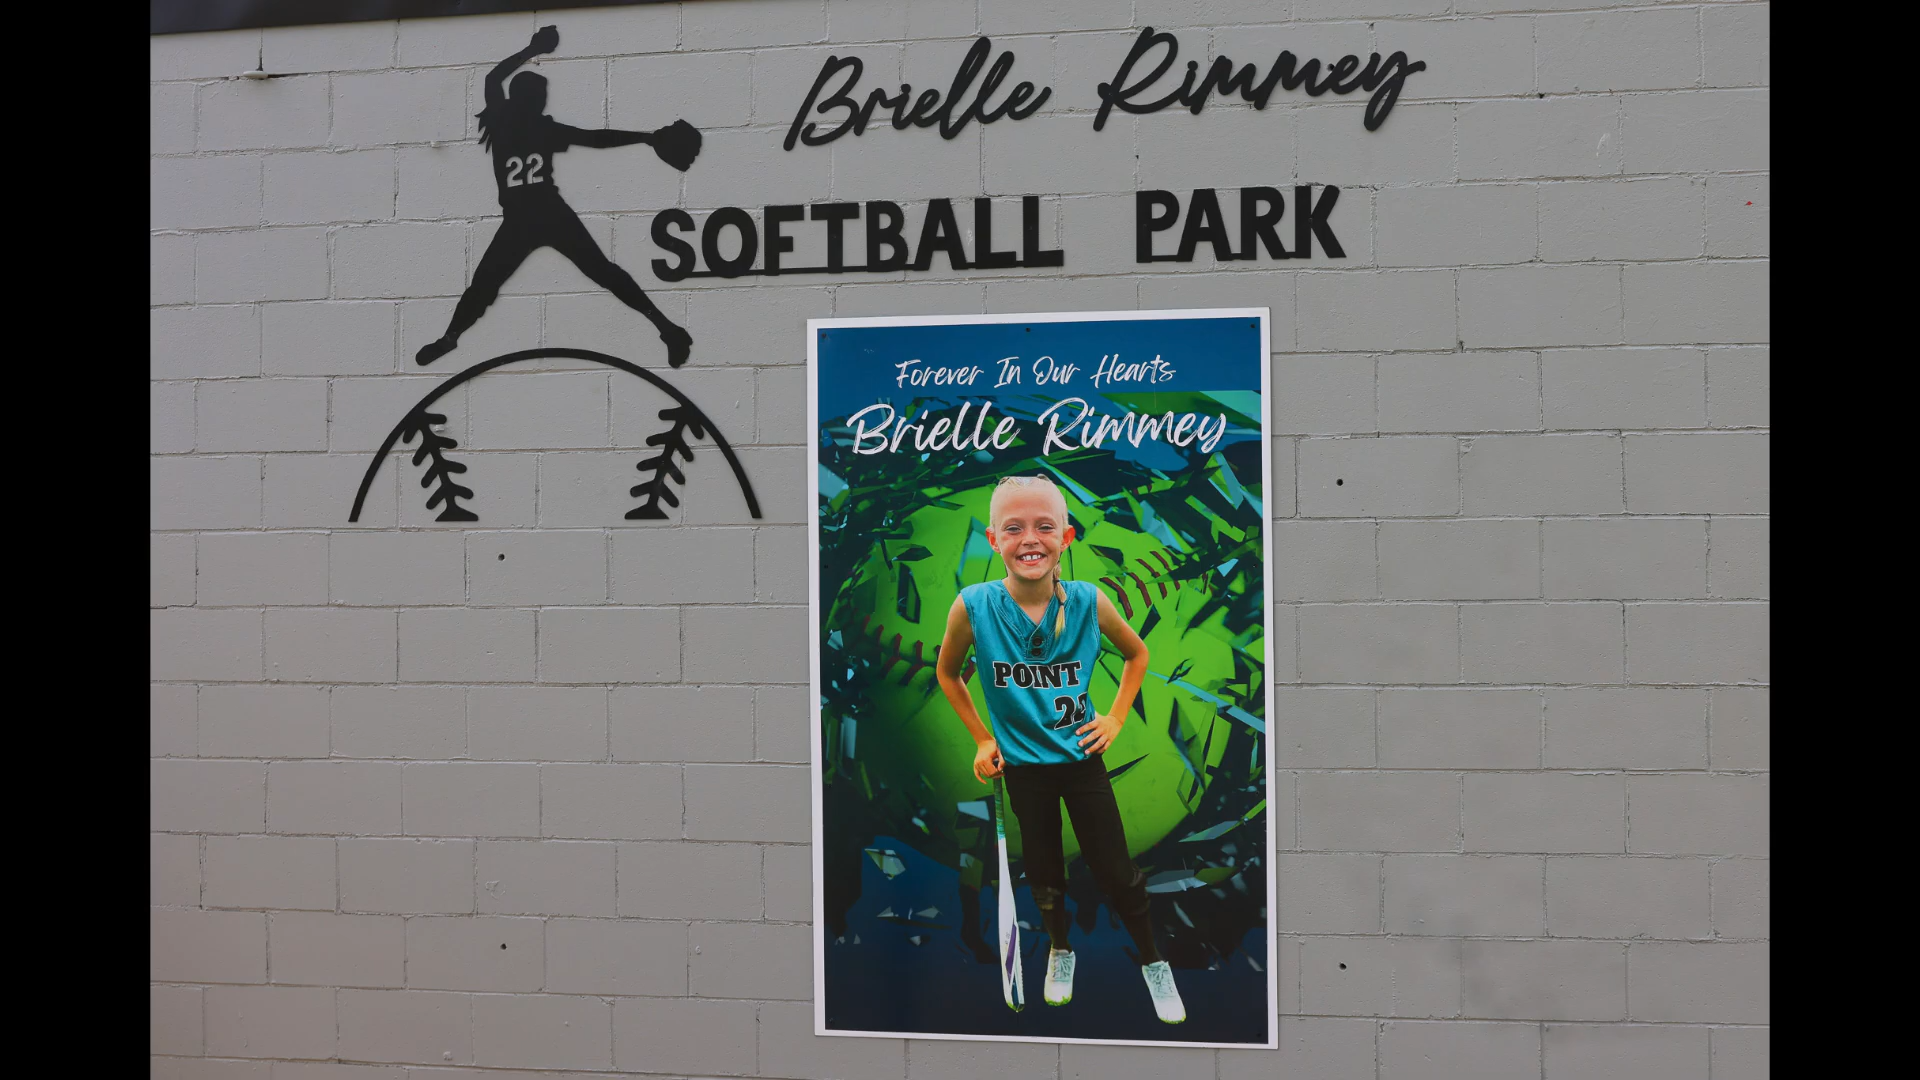 Brielle Rimmey
22
SOFTBALL PARK
Forever In Our Hearts
Brielle Rimmey
POINT
22